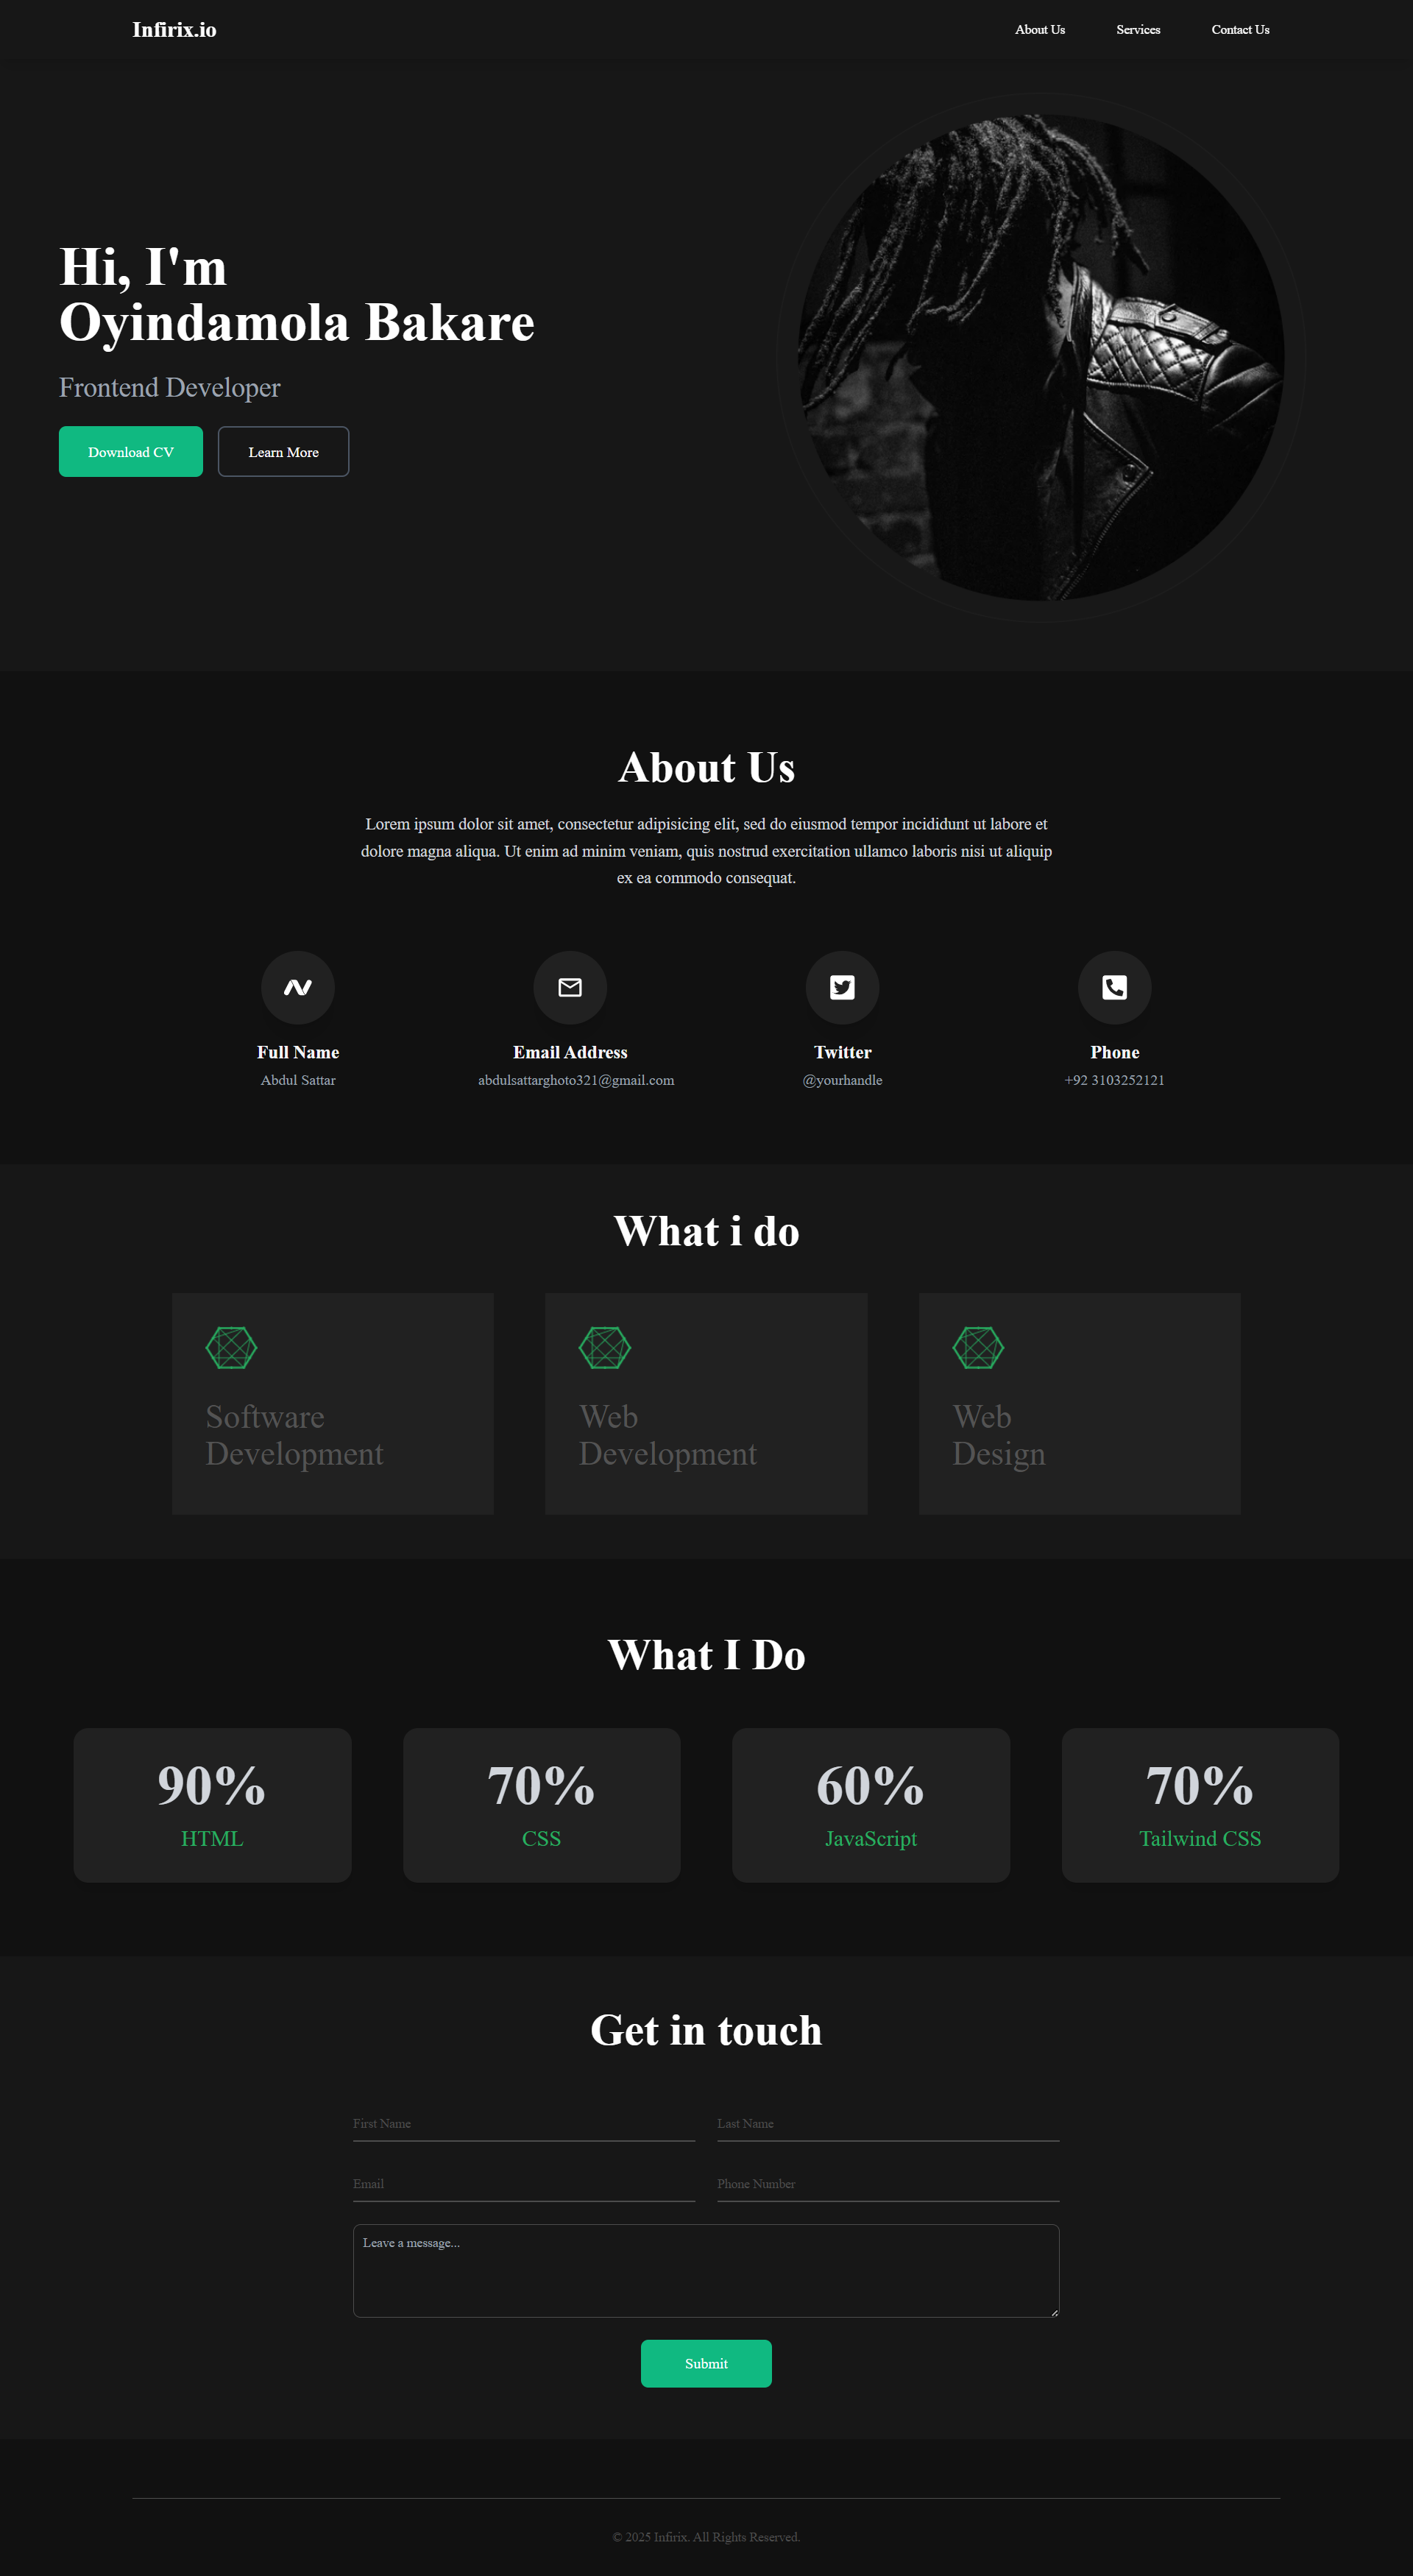 Infirix.io
About Us
Services
Contact Us
Hi, I'm
Oyindamola Bakare
Frontend Developer
Download CV
Learn More
About Us
Lorem ipsum dolor sit amet, consectetur adipisicing elit, sed do eiusmod tempor incididunt ut labore et
dolore magna aliqua. Ut enim ad minim veniam, quis nostrud exercitation ullamco laboris nisi ut aliquip
ex ea commodo consequat.
Full Name
Abdul Sattar
Email Address
abdulsattarghoto321@gmail.com
Twitter
@yourhandle
Phone
+92 3103252121
What i do
Software
Development
Web
Development
Web
Design
What I Do
90%
HTML
70%
CSS
60%
JavaScript
70%
Tailwind CSS
Get in touch
First Name
Last Name
Email
Phone Number
Leave a message...
Submit
© 2025 Infirix. All Rights Reserved.